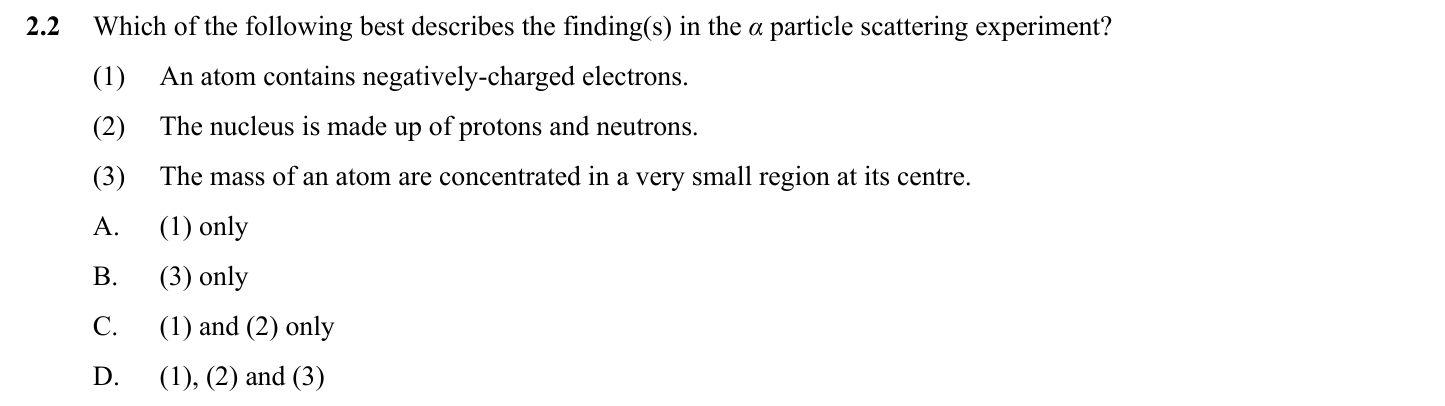 2.2 Which of the following best describes the finding(s) in the α particle scattering experiment?
(1) An atom contains negatively-charged electrons.
(2) The nucleus is made up of protons and neutrons.
(3) The mass of an atom are concentrated in a very small region at its centre.
A. (1) only
B. (3) only
C. (1) and (2) only
D. (1), (2) and (3)